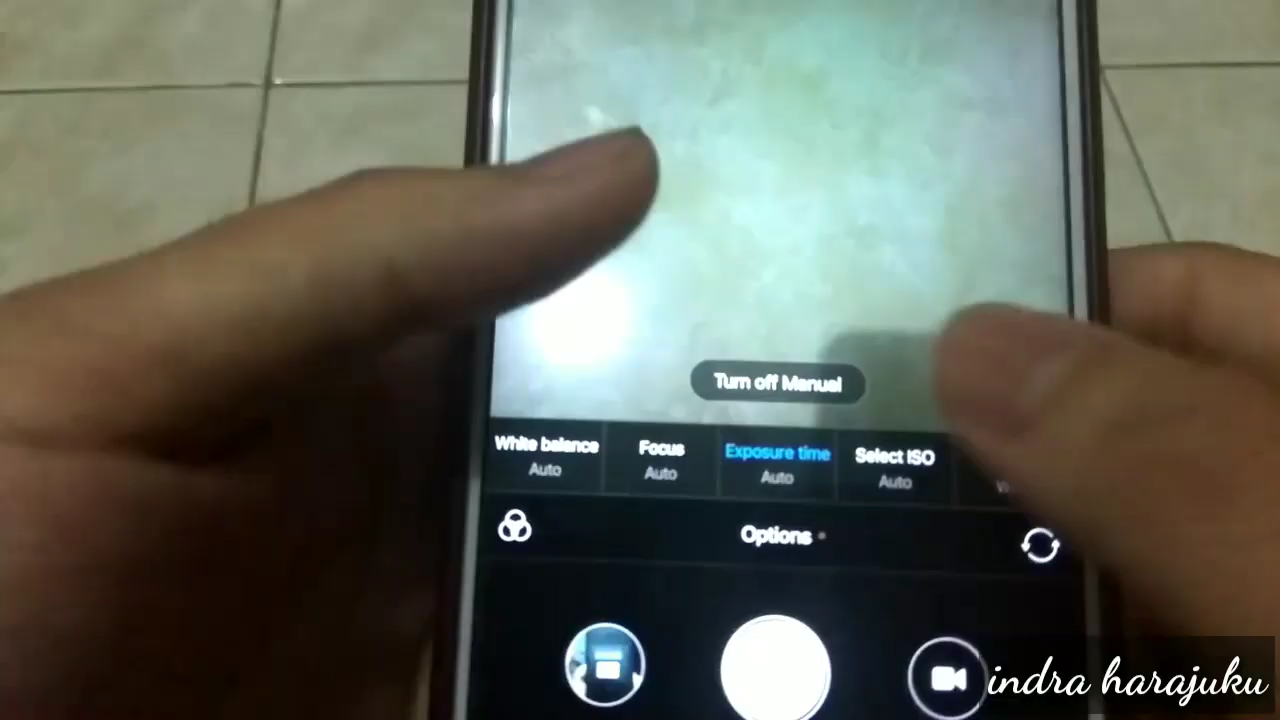 Turn off Manual
White balance Focus Exposure time Select ISO
Auto Auto Auto Auto
Options
indra harajuku